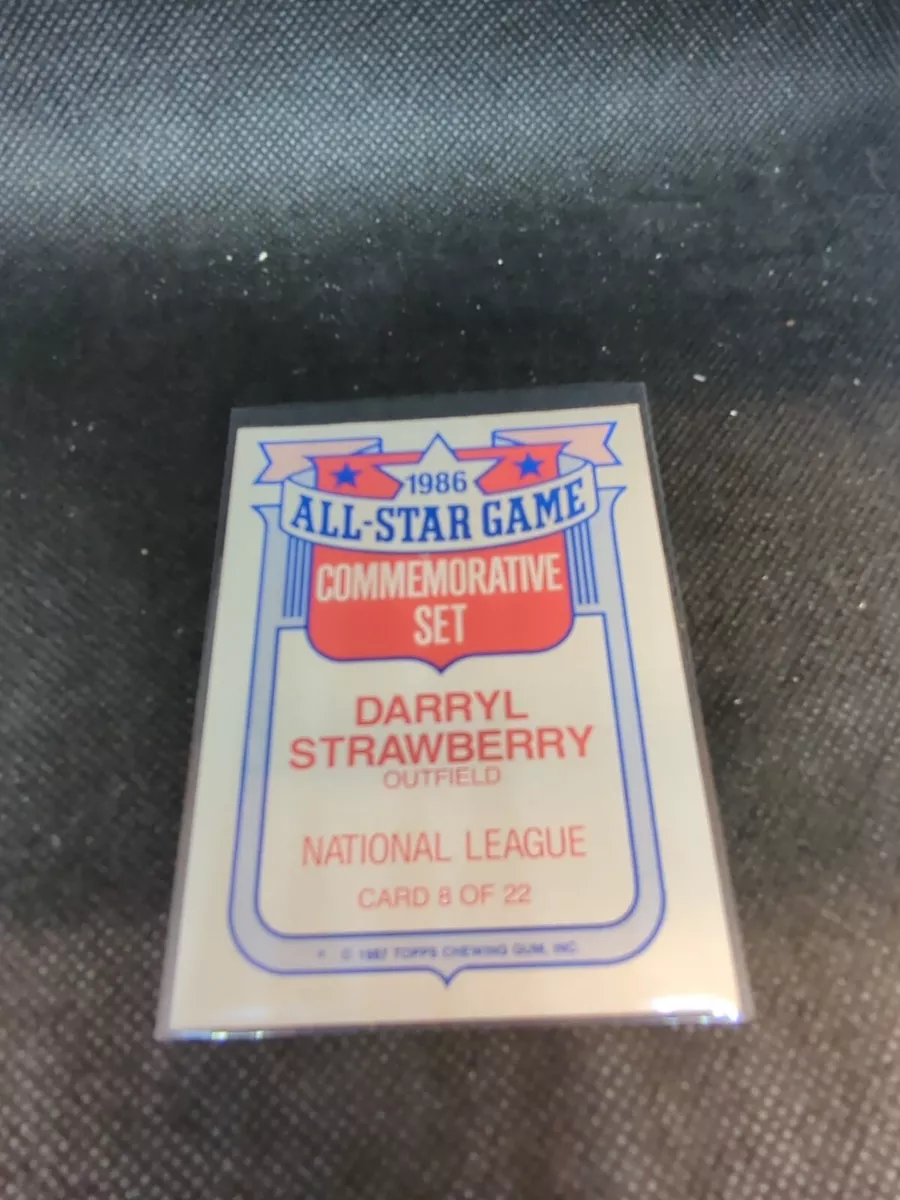 1986
ALL-STAR GAME
COMMEMORATIVE
SET
DARRYL
STRAWBERRY
OUTFIELD
NATIONAL LEAGUE
CARD 8 OF 22
* © 1987 TOPPS CHEWING GUM, INC.